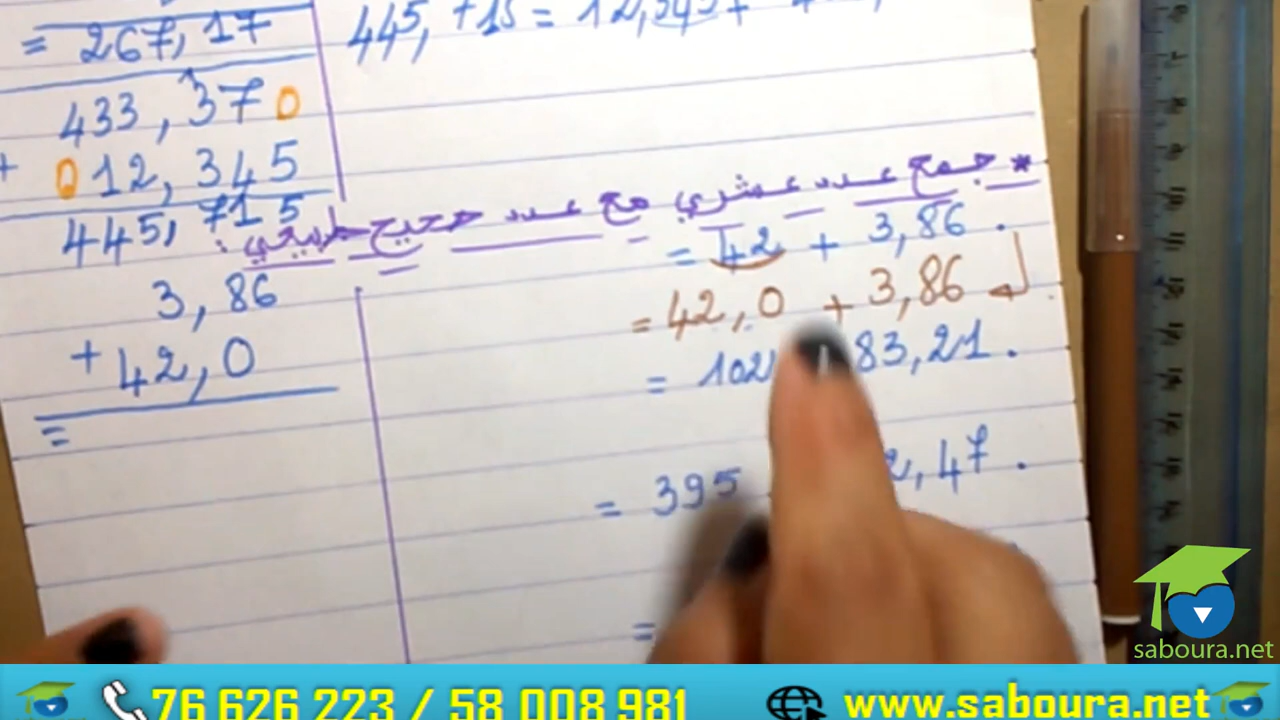 = 267,17
445,715 = 12,345 +
433,370
+ 012,345
445,715
* جمع عدد عشري مع عدد صحيح طبيعي :
= 42 + 3,86 .
= 42,0 + 3,86
= 102 + 83,21 .
= 395 2,47 .
=
3,86
+ 42,0
=
saboura.net
76 626 223 / 58 008 981
www.saboura.net